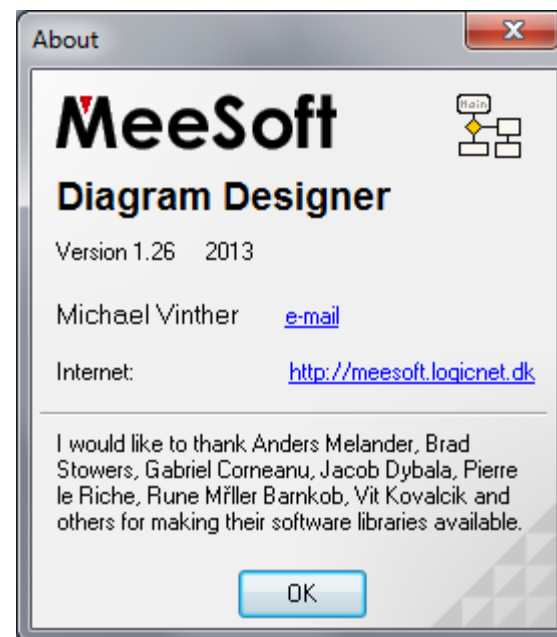 About
MeeSoft
Main
Diagram Designer
Version 1.26 2013
Michael Vinther e-mail
Internet: http://meesoft.logicnet.dk
I would like to thank Anders Melander, Brad
Stowers, Gabriel Corneanu, Jacob Dybala, Pierre
le Riche, Rune Mřller Barnkob, Vit Kovalcik and
others for making their software libraries available.
OK